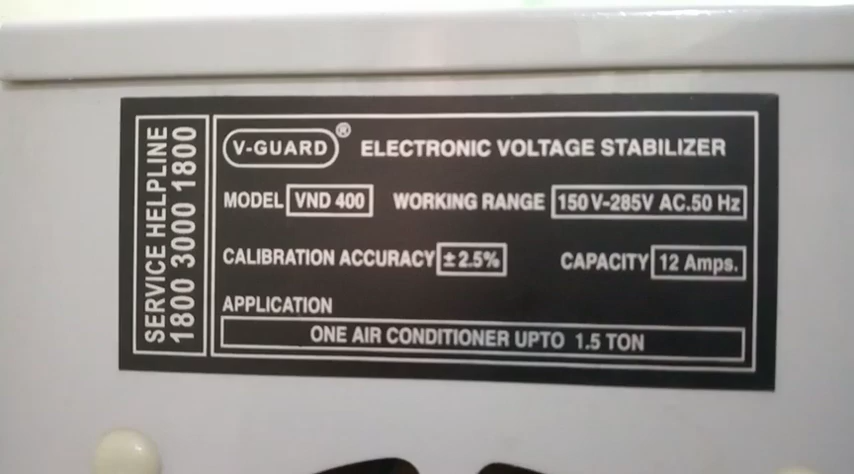 SERVICE HELPLINE
1800 3000 1800
V-GUARD® ELECTRONIC VOLTAGE STABILIZER
MODEL VND 400 WORKING RANGE 150V-285V AC.50 Hz
CALIBRATION ACCURACY ±2.5% CAPACITY 12 Amps.
APPLICATION
ONE AIR CONDITIONER UPTO 1.5 TON